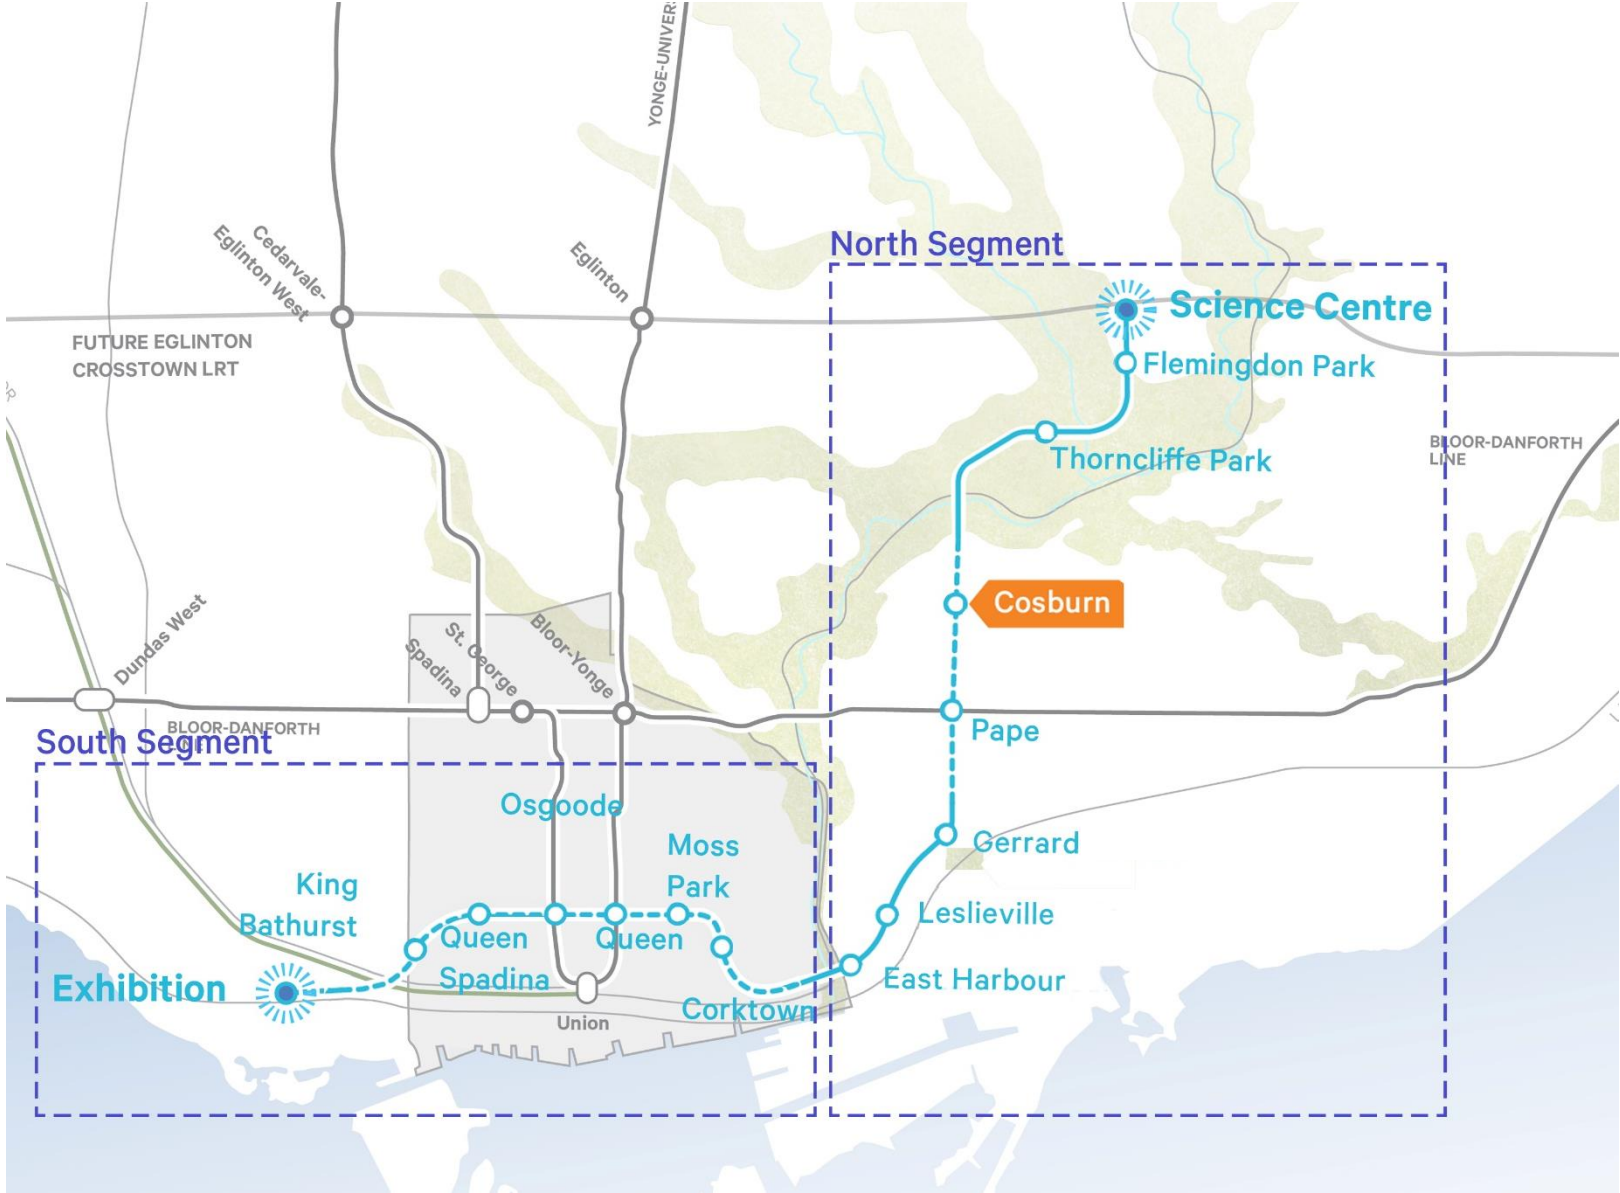 YONGE-UNIVERS
North Segment
Cedarvale-
Eglinton West
Eglinton
Science Centre
FUTURE EGLINTON
CROSSTOWN LRT
Flemingdon Park
BLOOR-DANFORTH
LINE
Thorncliffe Park
Cosburn
Dundas West
Spadina
St. George
Bloor-Yonge
Pape
BLOOR-DANFORTH
LINE
South Segment
Osgoode
Gerrard
Moss
Park
King
Bathurst
Leslieville
Queen
Spadina
Queen
East Harbour
Exhibition
Corktown
Union